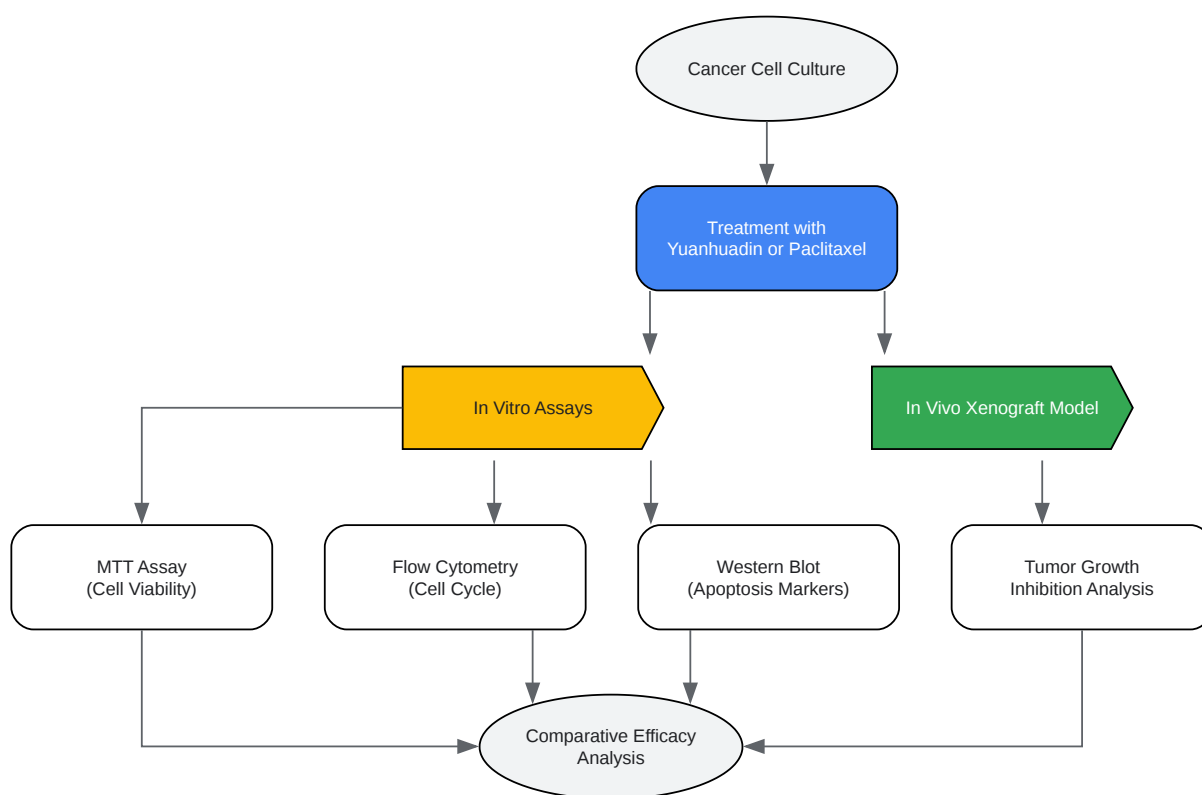 Cancer Cell Culture
Treatment with
Yuanhuadin or Paclitaxel
In Vitro Assays
In Vivo Xenograft Model
MTT Assay
(Cell Viability)
Flow Cytometry
(Cell Cycle)
Western Blot
(Apoptosis Markers)
Tumor Growth
Inhibition Analysis
Comparative Efficacy
Analysis